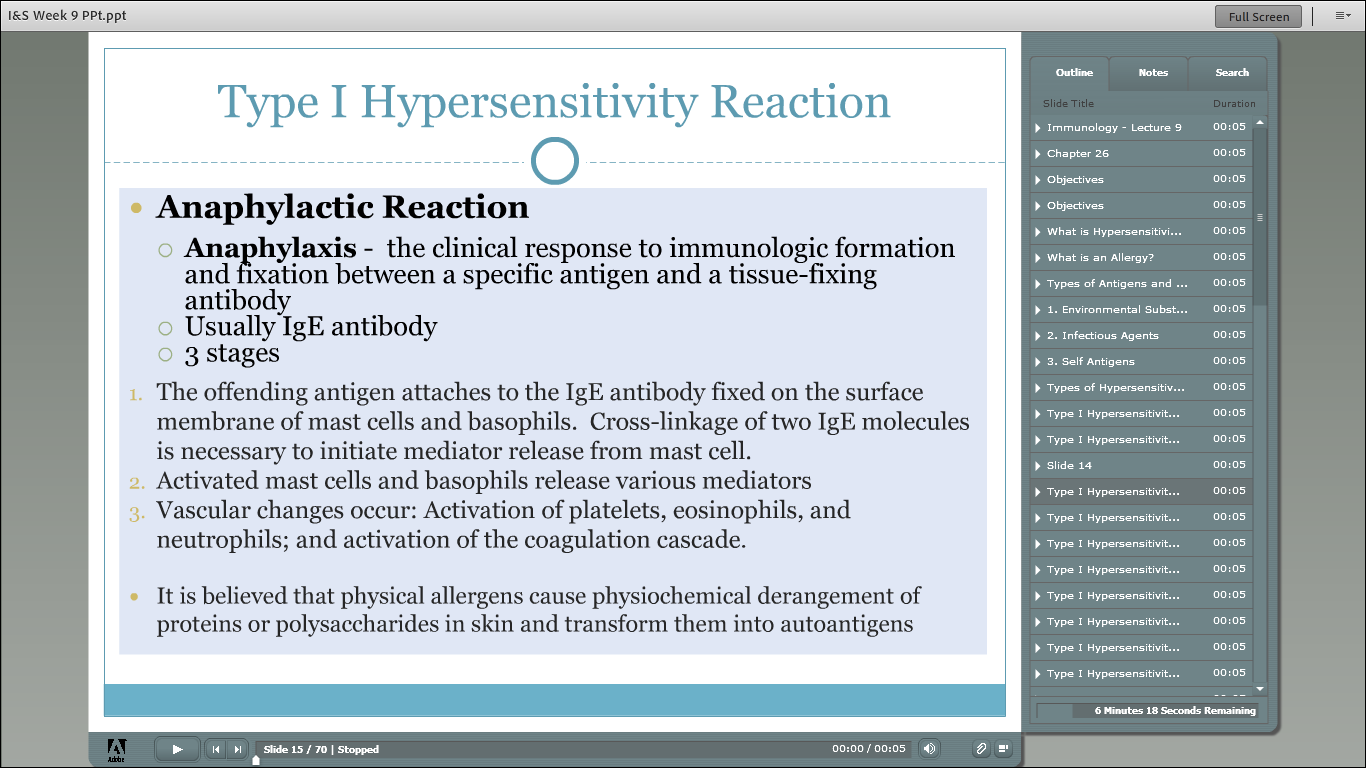 I&S Week 9 PPt.ppt
Full Screen
Type I Hypersensitivity Reaction
Anaphylactic Reaction
Anaphylaxis - the clinical response to immunologic formation
and fixation between a specific antigen and a tissue-fixing
antibody
Usually IgE antibody
3 stages
1. The offending antigen attaches to the IgE antibody fixed on the surface
membrane of mast cells and basophils. Cross-linkage of two IgE molecules
is necessary to initiate mediator release from mast cell.
2. Activated mast cells and basophils release various mediators
3. Vascular changes occur: Activation of platelets, eosinophils, and
neutrophils; and activation of the coagulation cascade.
It is believed that physical allergens cause physiochemical derangement of
proteins or polysaccharides in skin and transform them into autoantigens
Adobe
Slide 15 / 70 | Stopped
00:00 / 00:05
Outline Notes Search
Slide Title Duration
Immunology - Lecture 9 00:05
Chapter 26 00:05
Objectives 00:05
Objectives 00:05
What is Hypersensitivi... 00:05
What is an Allergy? 00:05
Types of Antigens and ... 00:05
1. Environmental Subst... 00:05
2. Infectious Agents 00:05
3. Self Antigens 00:05
Types of Hypersensitiv... 00:05
Type I Hypersensitivit... 00:05
Type I Hypersensitivit... 00:05
Slide 14 00:05
Type I Hypersensitivit... 00:05
Type I Hypersensitivit... 00:05
Type I Hypersensitivit... 00:05
Type I Hypersensitivit... 00:05
Type I Hypersensitivit... 00:05
Type I Hypersensitivit... 00:05
Type I Hypersensitivit... 00:05
Type I Hypersensitivit... 00:05
6 Minutes 18 Seconds Remaining